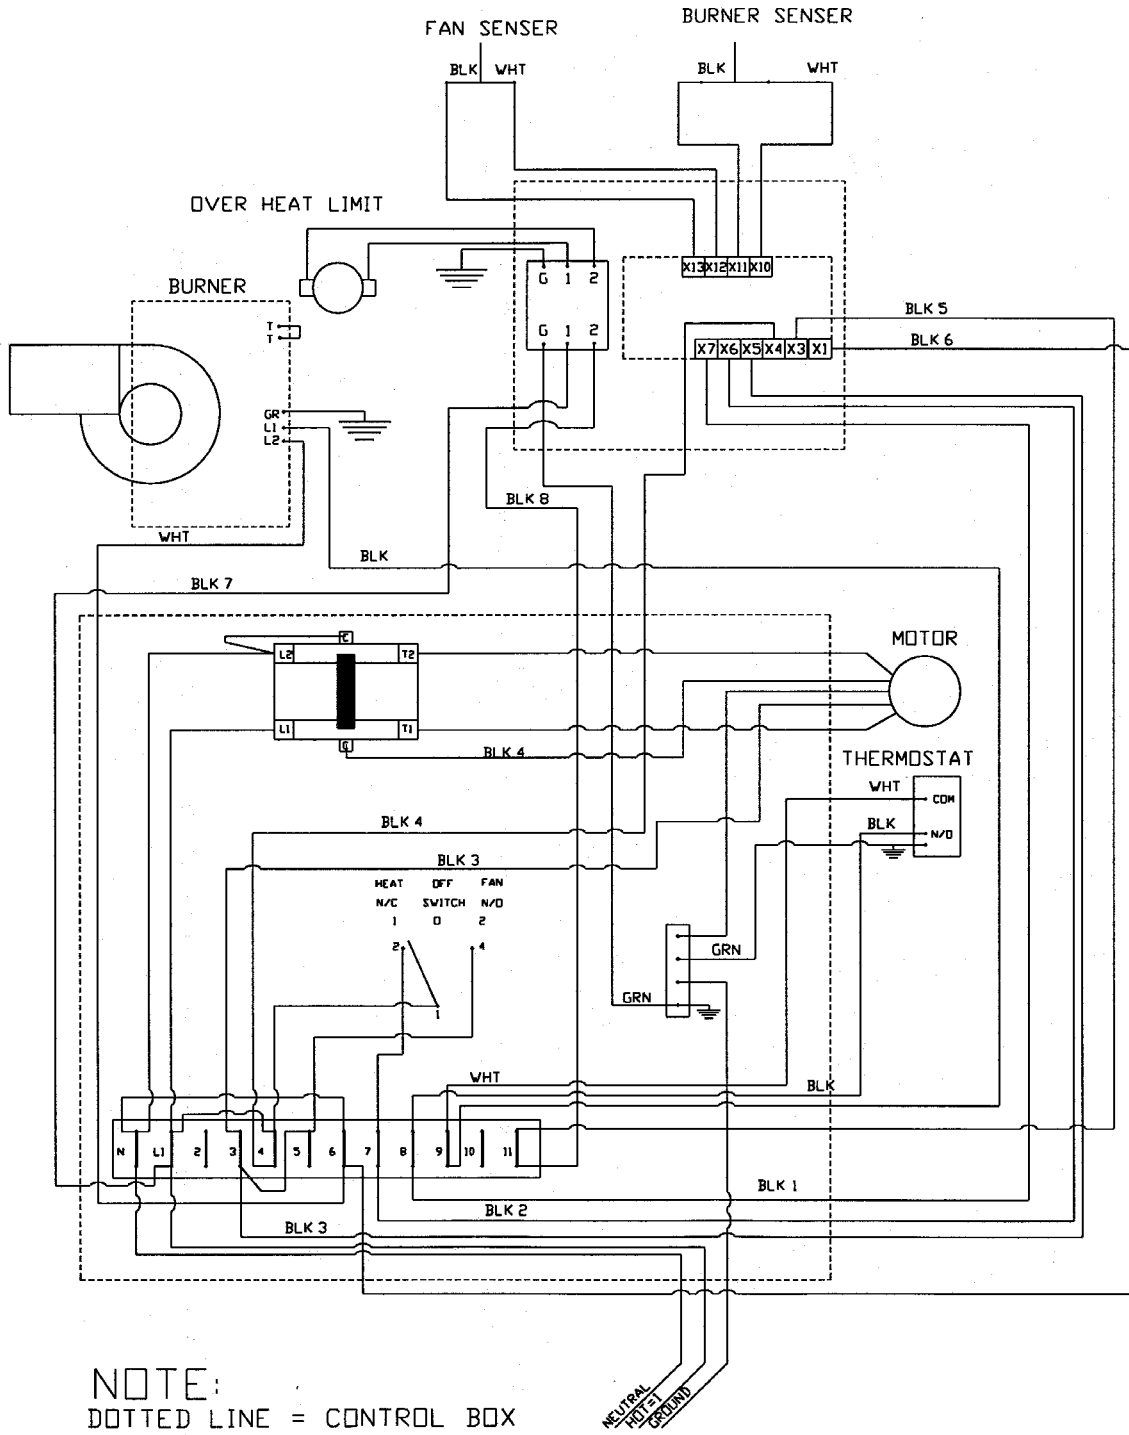 FAN SENSER
BURNER SENSER
BLK WHT
BLK WHT
OVER HEAT LIMIT
X13 X12 X11 X10
G 1 2
BURNER
BLK 5
T
T
G 1 2
BLK 6
X7 X6 X5 X4 X3 X1
GR
L1
L2
BLK 8
WHT
BLK
BLK 7
C
MOTOR
L2 T2
L1 T1
C
BLK 4
THERMOSTAT
WHT
COM
BLK 4
BLK
N/O
BLK 3
HEAT OFF FAN
N/C SWITCH N/O
1 0 2
2 4
GRN
GRN
1
WHT
BLK
N L1 2 3 4 5 6 7 8 9 10 11
BLK 1
BLK 2
BLK 3
NOTE:
DOTTED LINE = CONTROL BOX
NEUTRAL
HOT=1
GROUND